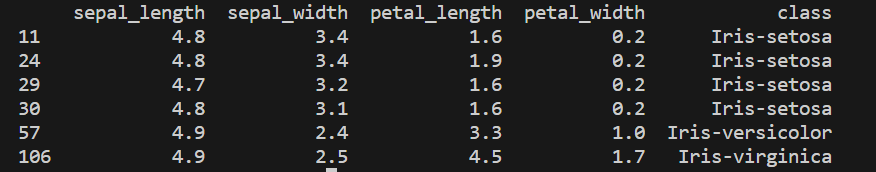 sepal_length sepal_width petal_length petal_width class
11 4.8 3.4 1.6 0.2 Iris-setosa
24 4.8 3.4 1.9 0.2 Iris-setosa
29 4.7 3.2 1.6 0.2 Iris-setosa
30 4.8 3.1 1.6 0.2 Iris-setosa
57 4.9 2.4 3.3 1.0 Iris-versicolor
106 4.9 2.5 4.5 1.7 Iris-virginica